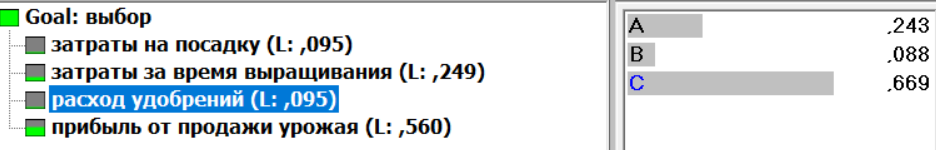 Goal: выбор
затраты на посадку (L: ,095)
затраты за время выращивания (L: ,249)
расход удобрений (L: ,095)
прибыль от продажи урожая (L: ,560)
A ,243
B ,088
C ,669